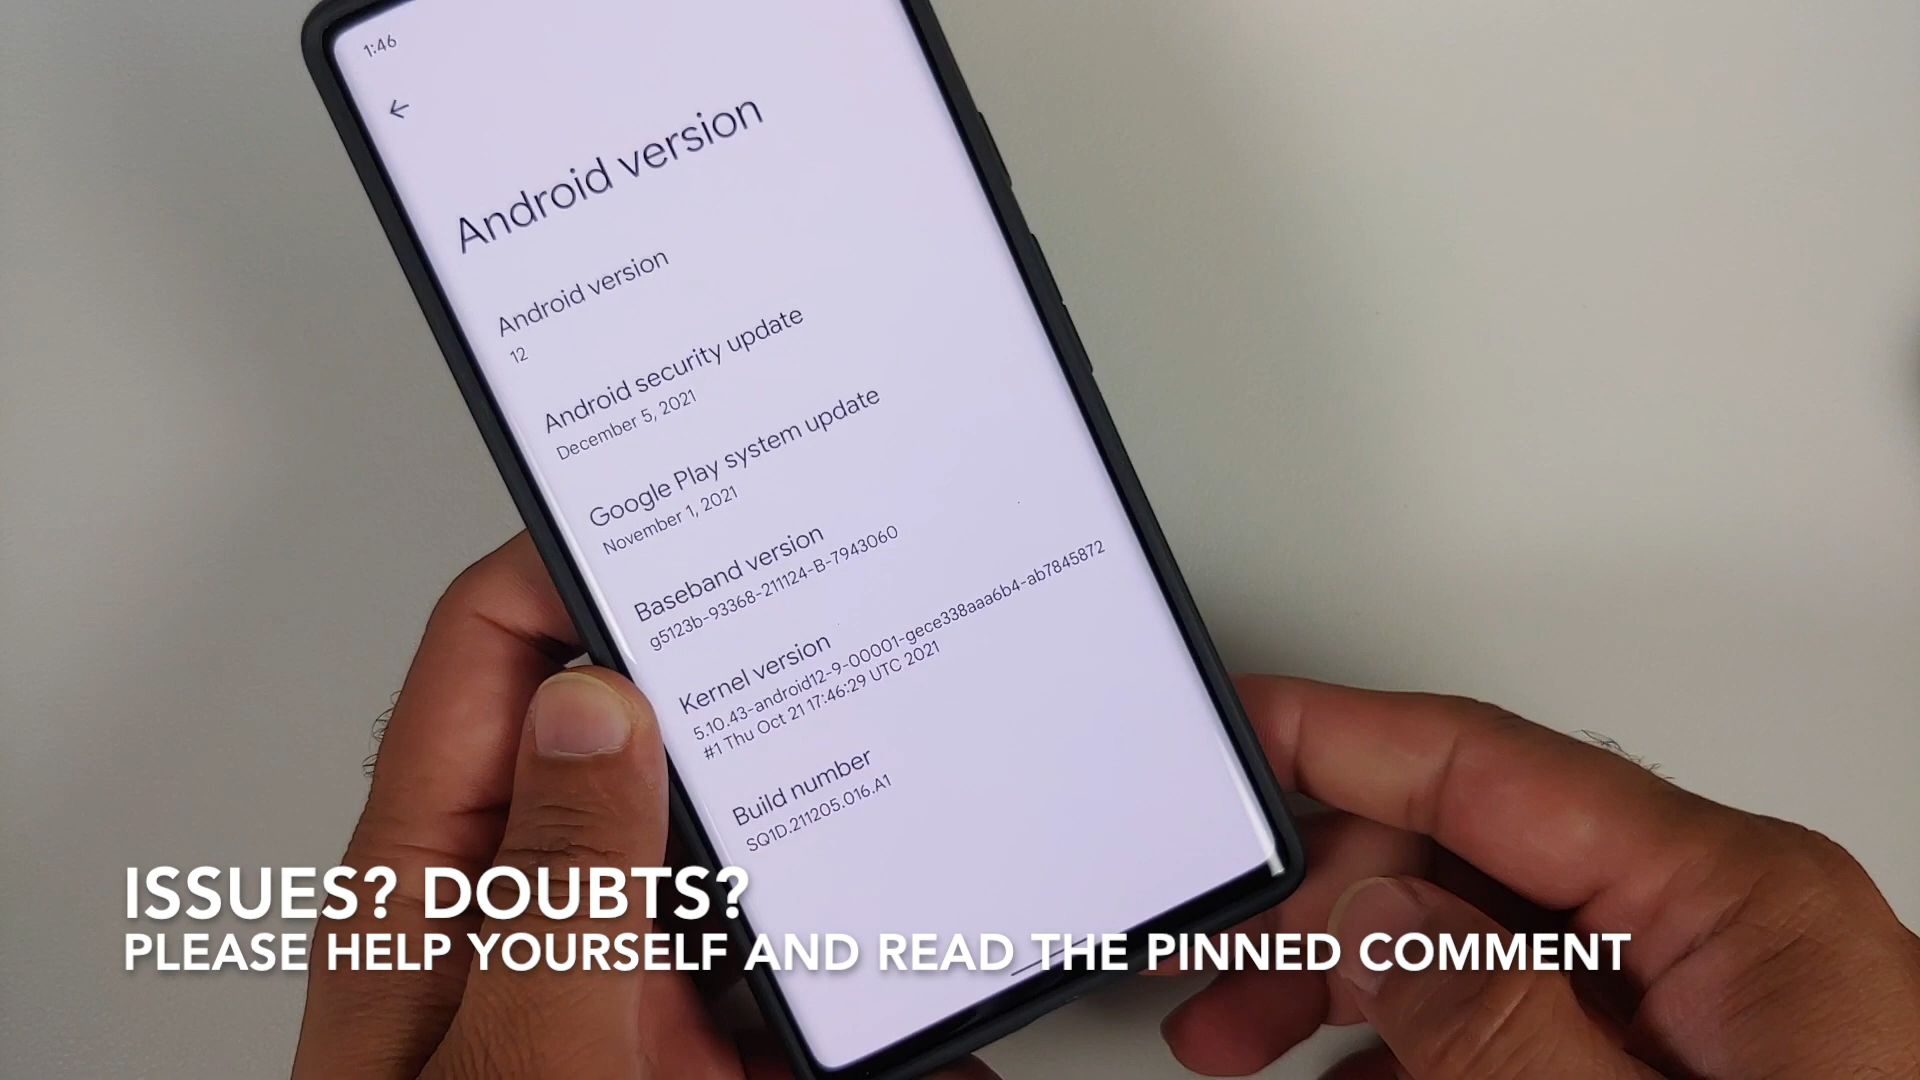 1:46
Android version
Android version
12
Android security update
December 5, 2021
Google Play system update
November 1, 2021
Baseband version
g5123b-93368-211124-B-7943060
Kernel version
5.10.43-android12-9-00001-gece338aaa6b4-ab7845872
#1 Thu Oct 21 17:46:29 UTC 2021
Build number
SQ1D.211205.016.A1
ISSUES? DOUBTS?
PLEASE HELP YOURSELF AND READ THE PINNED COMMENT